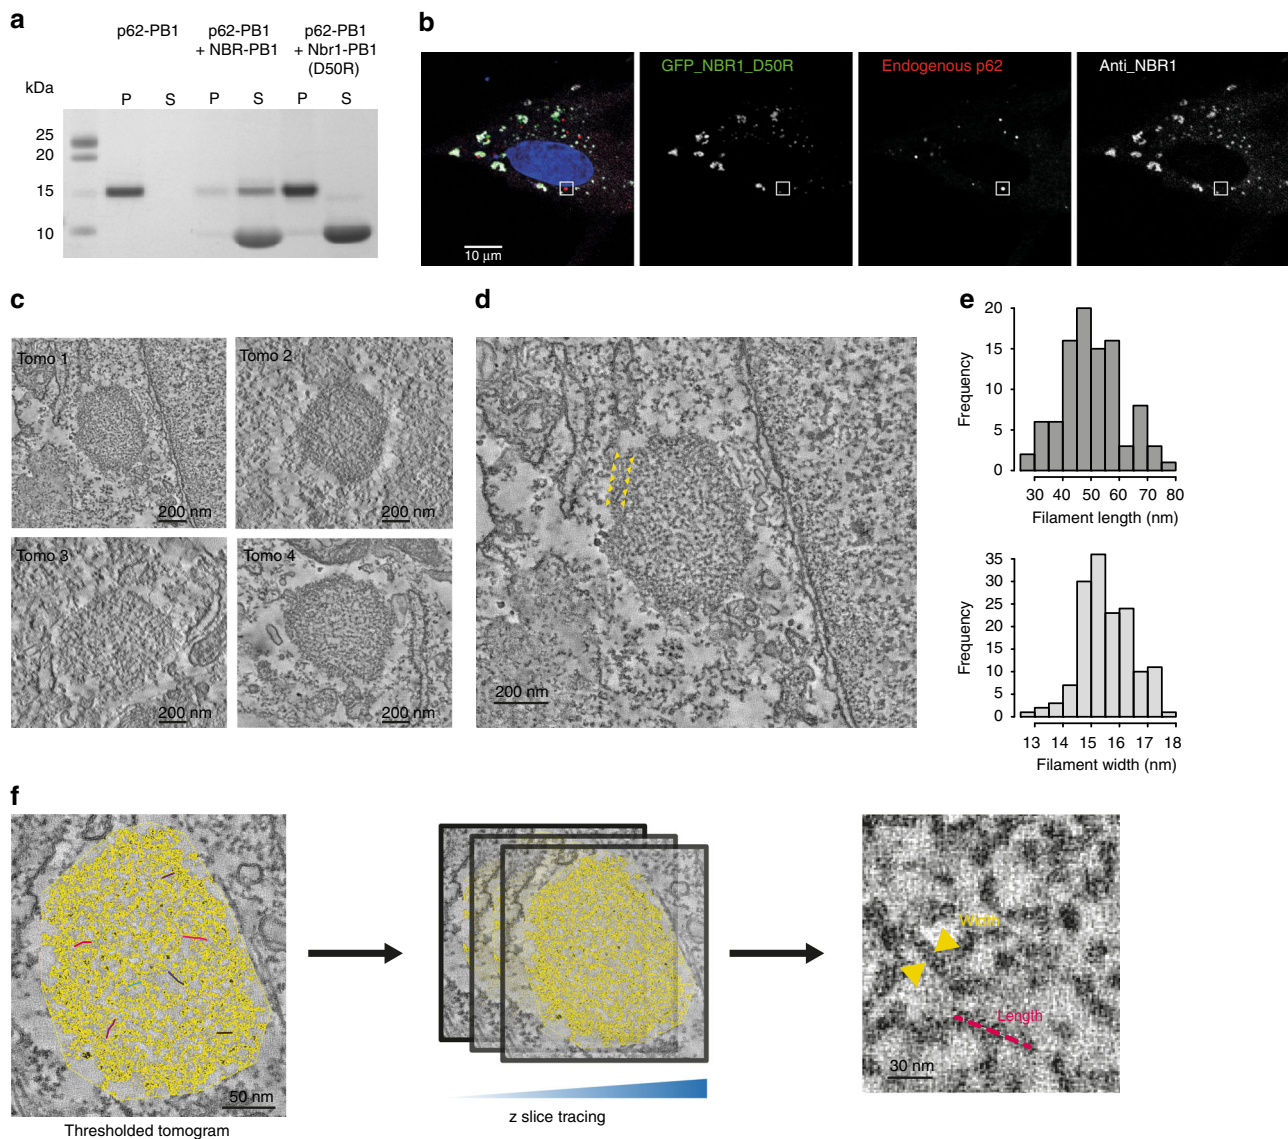 a
p62-PB1
p62-PB1
+ NBR-PB1
p62-PB1
+ Nbr1-PB1
(D50R)
kDa
P S P S P S
25
20
15
10
b
GFP_NBR1_D50R
Endogenous p62
Anti_NBR1
10 µm
c
Tomo 1
200 nm
Tomo 2
200 nm
Tomo 3
200 nm
Tomo 4
200 nm
d
200 nm
e
20
15
10
5
0
Frequency
30 40 50 60 70 80
Filament length (nm)
35
30
25
20
15
10
5
0
Frequency
13 14 15 16 17 18
Filament width (nm)
f
50 nm
Thresholded tomogram
z slice tracing
Width
Length
30 nm